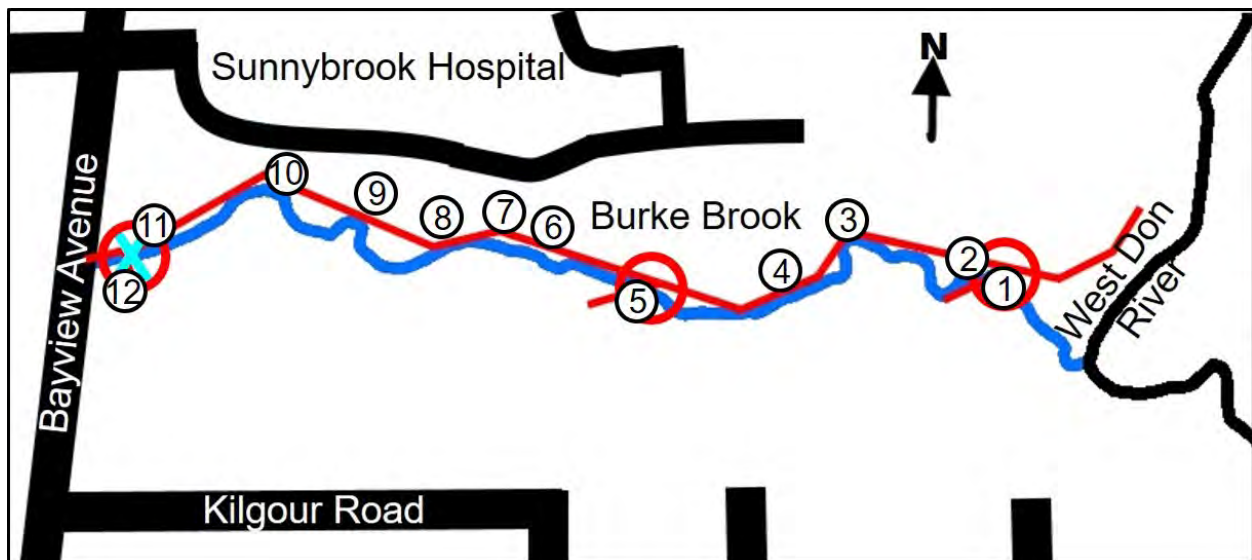 N
Sunnybrook Hospital
Bayview Avenue
10
9
11
8
7
6
Burke Brook
3
2
West Don
River
4
1
5
12
Kilgour Road